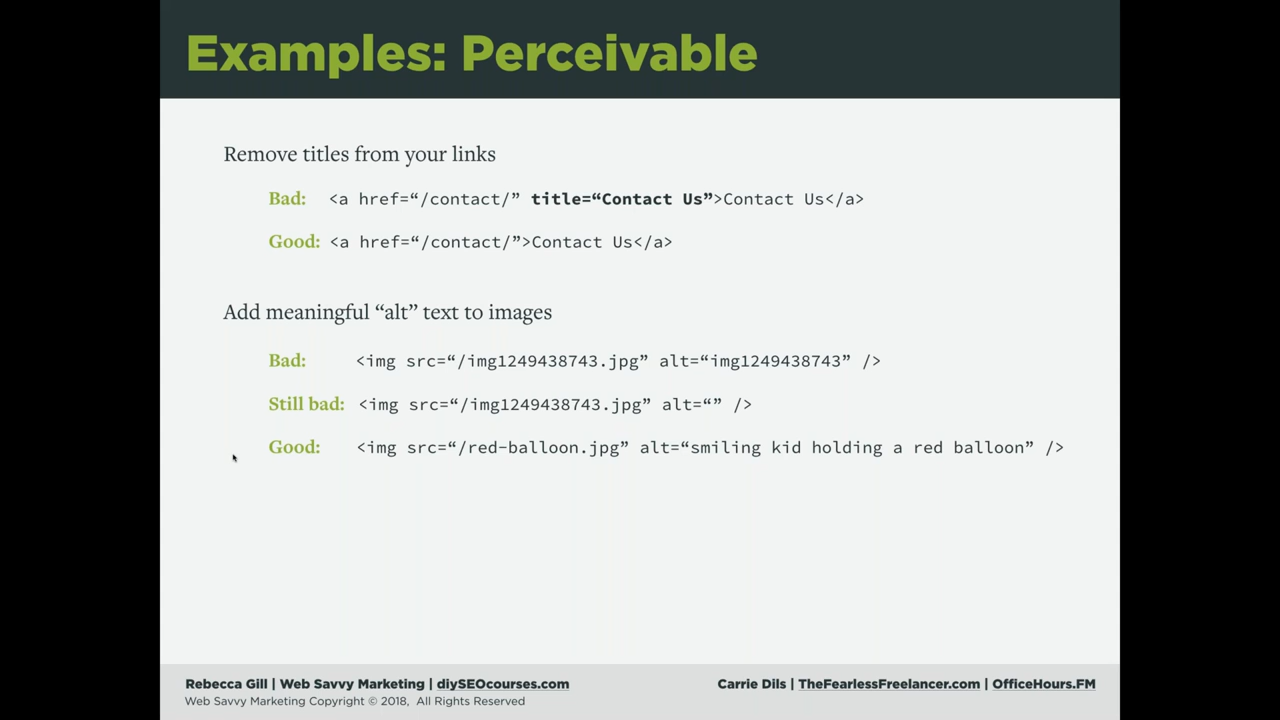 Examples: Perceivable
Remove titles from your links
Bad: <a href=“/contact/” title=“Contact Us”>Contact Us</a>
Good: <a href=“/contact/”>Contact Us</a>
Add meaningful “alt” text to images
Bad: <img src=“/img1249438743.jpg” alt=“img1249438743” />
Still bad: <img src=“/img1249438743.jpg” alt=“” />
Good: <img src=“/red-balloon.jpg” alt=“smiling kid holding a red balloon” />
Rebecca Gill | Web Savvy Marketing | diySEOcourses.com
Web Savvy Marketing Copyright © 2018, All Rights Reserved
Carrie Dils | TheFearlessFreelancer.com | OfficeHours.FM